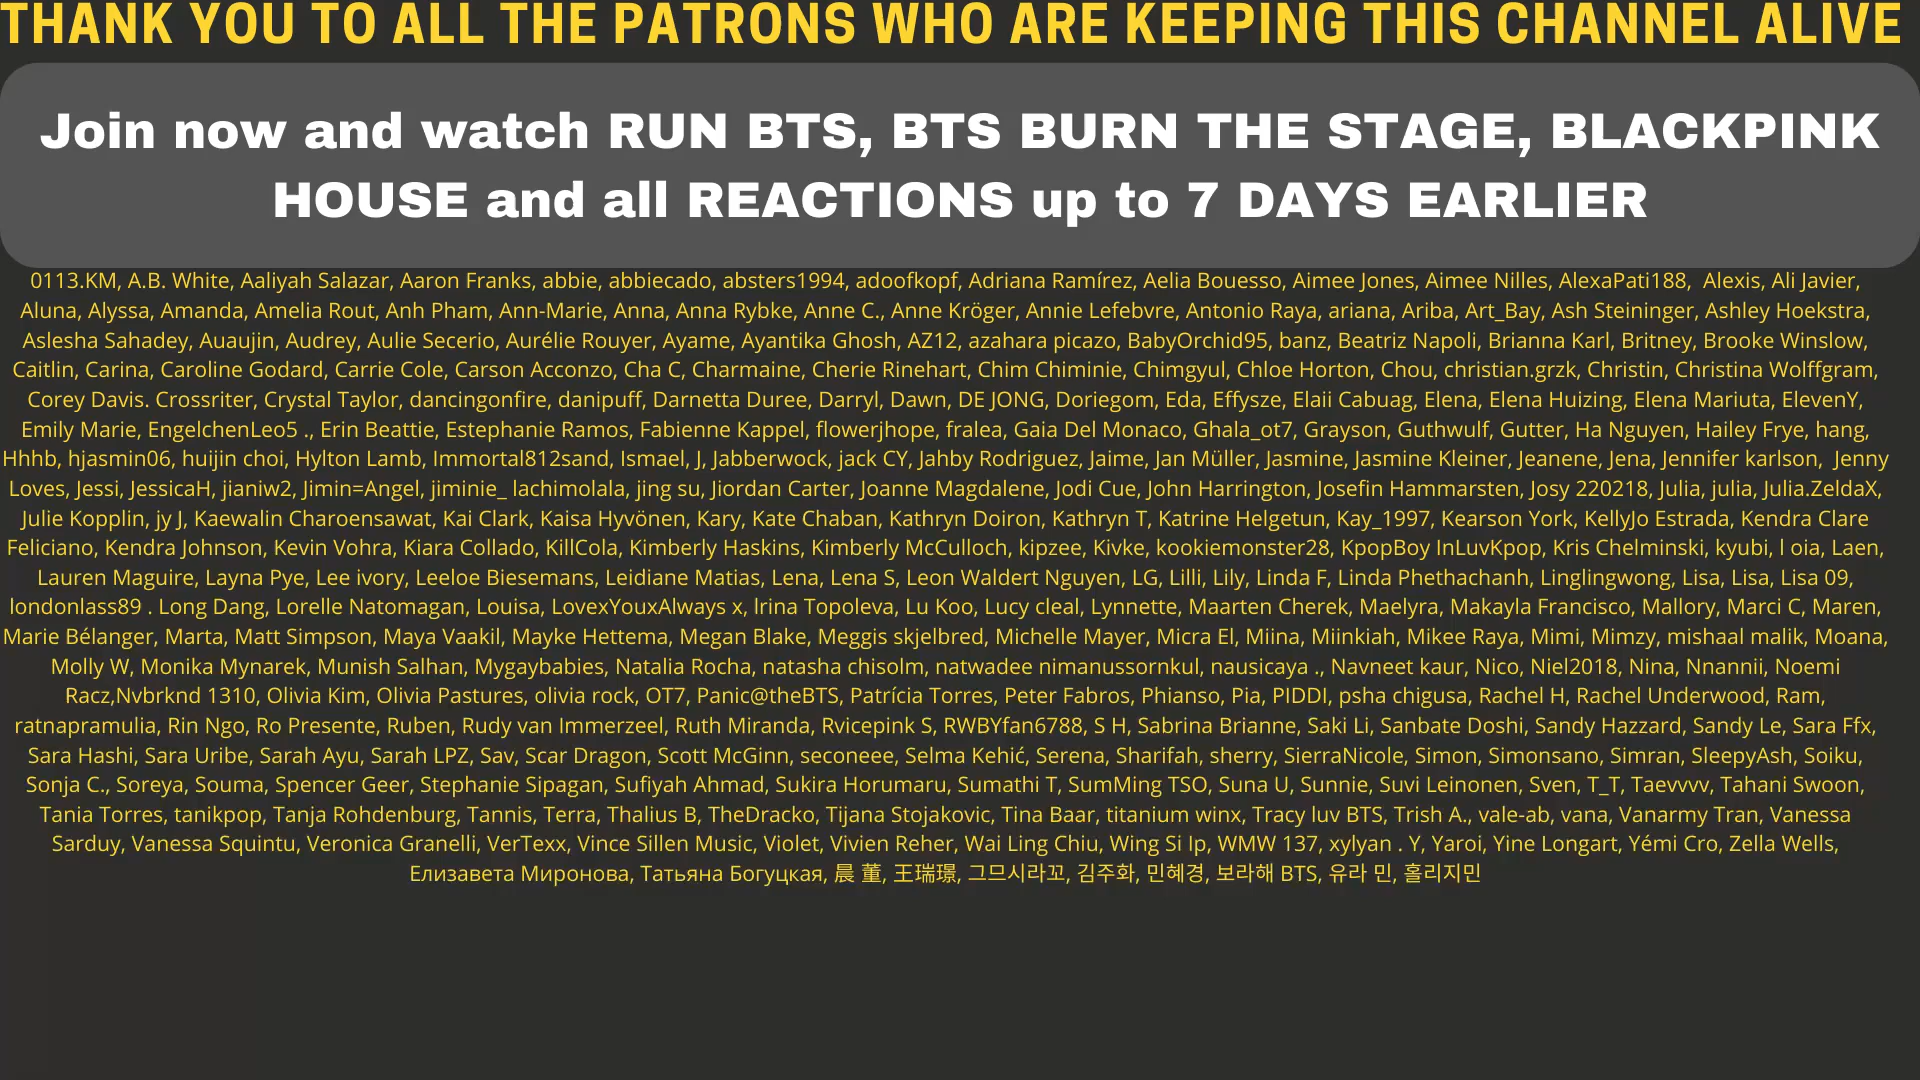 THANK YOU TO ALL THE PATRONS WHO ARE KEEPING THIS CHANNEL ALIVE
Join now and watch RUN BTS, BTS BURN THE STAGE, BLACKPINK
HOUSE and all REACTIONS up to 7 DAYS EARLIER
0113.KM, A.B. White, Aaliyah Salazar, Aaron Franks, abbie, abbiecado, absters1994, adoofkopf, Adriana Ramírez, Aelia Bouesso, Aimee Jones, Aimee Nilles, AlexaPati188,  Alexis, Ali Javier,
Aluna, Alyssa, Amanda, Amelia Rout, Anh Pham, Ann-Marie, Anna, Anna Rybke, Anne C., Anne Kröger, Annie Lefebvre, Antonio Raya, ariana, Ariba, Art_Bay, Ash Steininger, Ashley Hoekstra,
Aslesha Sahadey, Auaujin, Audrey, Aulie Secerio, Aurélie Rouyer, Ayame, Ayantika Ghosh, AZ12, azahara picazo, BabyOrchid95, banz, Beatriz Napoli, Brianna Karl, Britney, Brooke Winslow,
Caitlin, Carina, Caroline Godard, Carrie Cole, Carson Acconzo, Cha C, Charmaine, Cherie Rinehart, Chim Chiminie, Chimgyul, Chloe Horton, Chou, christian.grzk, Christin, Christina Wolffgram,
Corey Davis. Crossriter, Crystal Taylor, dancingonfire, danipuff, Darnetta Duree, Darryl, Dawn, DE JONG, Doriegom, Eda, Effysze, Elaii Cabuag, Elena, Elena Huizing, Elena Mariuta, ElevenY,
Emily Marie, EngelchenLeo5 ., Erin Beattie, Estephanie Ramos, Fabienne Kappel, flowerjhope, fralea, Gaia Del Monaco, Ghala_ot7, Grayson, Guthwulf, Gutter, Ha Nguyen, Hailey Frye, hang,
Hhhb, hjasmin06, huijin choi, Hylton Lamb, Immortal812sand, Ismael, J, Jabberwock, jack CY, Jahby Rodriguez, Jaime, Jan Müller, Jasmine, Jasmine Kleiner, Jeanene, Jena, Jennifer karlson,  Jenny
Loves, Jessi, JessicaH, jianiw2, Jimin=Angel, jiminie_ lachimolala, jing su, Jiordan Carter, Joanne Magdalene, Jodi Cue, John Harrington, Josefin Hammarsten, Josy 220218, Julia, julia, Julia.ZeldaX,
Julie Kopplin, jy J, Kaewalin Charoensawat, Kai Clark, Kaisa Hyvönen, Kary, Kate Chaban, Kathryn Doiron, Kathryn T, Katrine Helgetun, Kay_1997, Kearson York, KellyJo Estrada, Kendra Clare
Feliciano, Kendra Johnson, Kevin Vohra, Kiara Collado, KillCola, Kimberly Haskins, Kimberly McCulloch, kipzee, Kivke, kookiemonster28, KpopBoy InLuvKpop, Kris Chelminski, kyubi, l oia, Laen,
Lauren Maguire, Layna Pye, Lee ivory, Leeloe Biesemans, Leidiane Matias, Lena, Lena S, Leon Waldert Nguyen, LG, Lilli, Lily, Linda F, Linda Phethachanh, Linglingwong, Lisa, Lisa, Lisa 09,
londonlass89 . Long Dang, Lorelle Natomagan, Louisa, LovexYouxAlways x, lrina Topoleva, Lu Koo, Lucy cleal, Lynnette, Maarten Cherek, Maelyra, Makayla Francisco, Mallory, Marci C, Maren,
Marie Bélanger, Marta, Matt Simpson, Maya Vaakil, Mayke Hettema, Megan Blake, Meggis skjelbred, Michelle Mayer, Micra El, Miina, Miinkiah, Mikee Raya, Mimi, Mimzy, mishaal malik, Moana,
Molly W, Monika Mynarek, Munish Salhan, Mygaybabies, Natalia Rocha, natasha chisolm, natwadee nimanussornkul, nausicaya ., Navneet kaur, Nico, Niel2018, Nina, Nnannii, Noemi
Racz,Nvbrknd 1310, Olivia Kim, Olivia Pastures, olivia rock, OT7, Panic@theBTS, Patrícia Torres, Peter Fabros, Phianso, Pia, PIDDI, psha chigusa, Rachel H, Rachel Underwood, Ram,
ratnapramulia, Rin Ngo, Ro Presente, Ruben, Rudy van Immerzeel, Ruth Miranda, Rvicepink S, RWBYfan6788, S H, Sabrina Brianne, Saki Li, Sanbate Doshi, Sandy Hazzard, Sandy Le, Sara Ffx,
Sara Hashi, Sara Uribe, Sarah Ayu, Sarah LPZ, Sav, Scar Dragon, Scott McGinn, seconeee, Selma Kehić, Serena, Sharifah, sherry, SierraNicole, Simon, Simonsano, Simran, SleepyAsh, Soiku,
Sonja C., Soreya, Souma, Spencer Geer, Stephanie Sipagan, Sufiyah Ahmad, Sukira Horumaru, Sumathi T, SumMing TSO, Suna U, Sunnie, Suvi Leinonen, Sven, T_T, Taevvvv, Tahani Swoon,
Tania Torres, tanikpop, Tanja Rohdenburg, Tannis, Terra, Thalius B, TheDracko, Tijana Stojakovic, Tina Baar, titanium winx, Tracy luv BTS, Trish A., vale-ab, vana, Vanarmy Tran, Vanessa
Sarduy, Vanessa Squintu, Veronica Granelli, VerTexx, Vince Sillen Music, Violet, Vivien Reher, Wai Ling Chiu, Wing Si Ip, WMW 137, xylyan . Y, Yaroi, Yine Longart, Yémi Cro, Zella Wells,
Елизавета Миронова, Татьяна Богуцкая, 晨 董, 王瑞璟, 그므시라꼬, 김주화, 민혜경, 보라해 BTS, 유라 민, 홀리지민